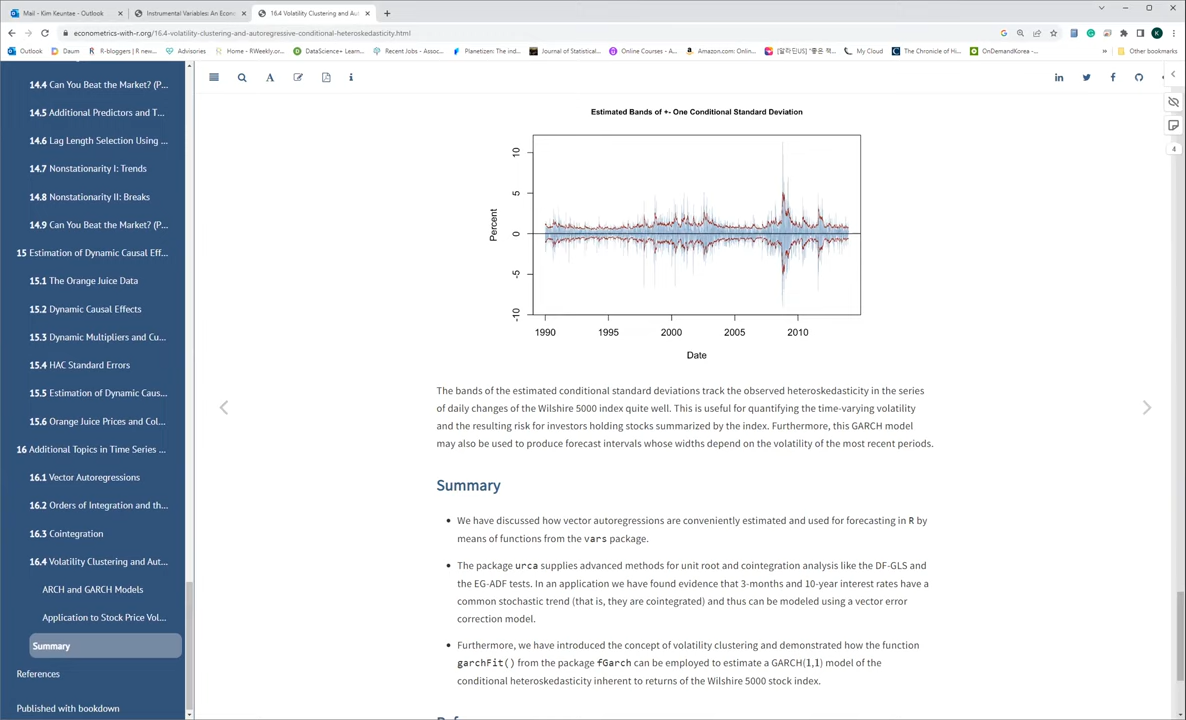 Mail - Kim Keuntae - Outlook
Instrumental Variables: An Econo
16.4 Volatility Clustering and Aut
econometrics-with-r.org/16.4-volatility-clustering-and-autoregressive-conditional-heteroskedasticity.html
Outlook
Daum
R-bloggers | R new...
Advisories
Home - RWeekly.or...
DataScience+ Learn...
Recent Jobs - Assoc...
Planetizen: The ind...
Journal of Statistical...
Online Courses - A...
Amazon.com: Onlin...
[알라딘US] "좋은 책...
My Cloud
The Chronicle of Hi...
OnDemandKorea -...
Other bookmarks
14.4 Can You Beat the Market? (P...
14.5 Additional Predictors and T...
14.6 Lag Length Selection Using ...
14.7 Nonstationarity I: Trends
14.8 Nonstationarity II: Breaks
14.9 Can You Beat the Market? (P...
15 Estimation of Dynamic Causal Eff...
15.1 The Orange Juice Data
15.2 Dynamic Causal Effects
15.3 Dynamic Multipliers and Cu...
15.4 HAC Standard Errors
15.5 Estimation of Dynamic Caus...
15.6 Orange Juice Prices and Col...
16 Additional Topics in Time Series ...
16.1 Vector Autoregressions
16.2 Orders of Integration and th...
16.3 Cointegration
16.4 Volatility Clustering and Aut...
ARCH and GARCH Models
Application to Stock Price Vol...
Summary
References
Published with bookdown
4
Estimated Bands of +- One Conditional Standard Deviation
Percent
10
5
0
-5
-10
1990 1995 2000 2005 2010
Date
The bands of the estimated conditional standard deviations track the observed heteroskedasticity in the series
of daily changes of the Wilshire 5000 index quite well. This is useful for quantifying the time-varying volatility
and the resulting risk for investors holding stocks summarized by the index. Furthermore, this GARCH model
may also be used to produce forecast intervals whose widths depend on the volatility of the most recent periods.
Summary
• We have discussed how vector autoregressions are conveniently estimated and used for forecasting in R by
means of functions from the vars package.
• The package urca supplies advanced methods for unit root and cointegration analysis like the DF-GLS and
the EG-ADF tests. In an application we have found evidence that 3-months and 10-year interest rates have a
common stochastic trend (that is, they are cointegrated) and thus can be modeled using a vector error
correction model.
• Furthermore, we have introduced the concept of volatility clustering and demonstrated how the function
garchFit() from the package fGarch can be employed to estimate a GARCH(1,1) model of the
conditional heteroskedasticity inherent to returns of the Wilshire 5000 stock index.